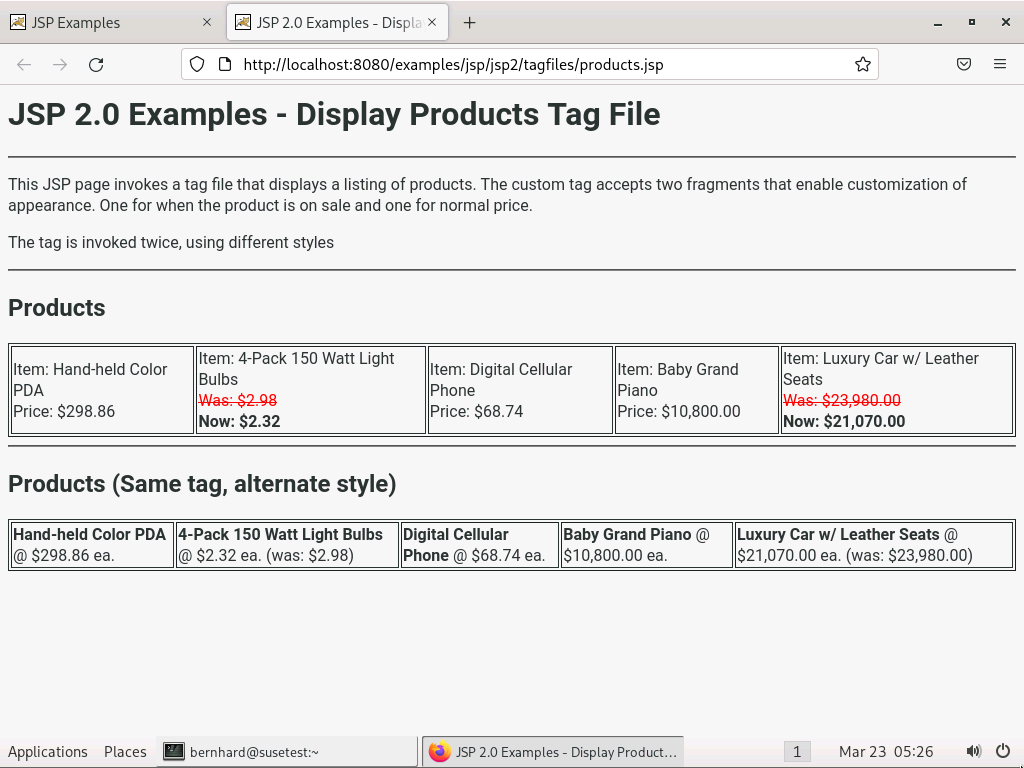 JSP Examples
JSP 2.0 Examples - Displa
http://localhost:8080/examples/jsp/jsp2/tagfiles/products.jsp
JSP 2.0 Examples - Display Products Tag File
This JSP page invokes a tag file that displays a listing of products. The custom tag accepts two fragments that enable customization of
appearance. One for when the product is on sale and one for normal price.
The tag is invoked twice, using different styles
Products
Item: Hand-held Color
PDA
Price: $298.86
Item: 4-Pack 150 Watt Light
Bulbs
Was: $2.98
Now: $2.32
Item: Digital Cellular
Phone
Price: $68.74
Item: Baby Grand
Piano
Price: $10,800.00
Item: Luxury Car w/ Leather
Seats
Was: $23,980.00
Now: $21,070.00
Products (Same tag, alternate style)
Hand-held Color PDA
@ $298.86 ea.
4-Pack 150 Watt Light Bulbs
@ $2.32 ea. (was: $2.98)
Digital Cellular
Phone @ $68.74 ea.
Baby Grand Piano @
$10,800.00 ea.
Luxury Car w/ Leather Seats @
$21,070.00 ea. (was: $23,980.00)
Applications
Places
bernhard@susetest:~
JSP 2.0 Examples - Display Product...
1
Mar 23 05:26